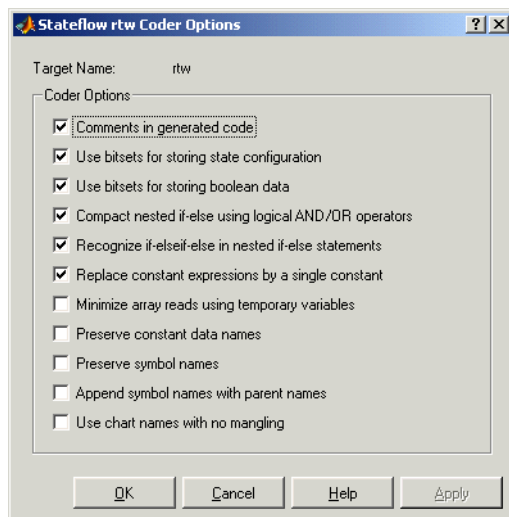 Stateflow rtw Coder Options
Target Name: rtw
Coder Options
Comments in generated code
Use bitsets for storing state configuration
Use bitsets for storing boolean data
Compact nested if-else using logical AND/OR operators
Recognize if-elseif-else in nested if-else statements
Replace constant expressions by a single constant
Minimize array reads using temporary variables
Preserve constant data names
Preserve symbol names
Append symbol names with parent names
Use chart names with no mangling
OK Cancel Help Apply